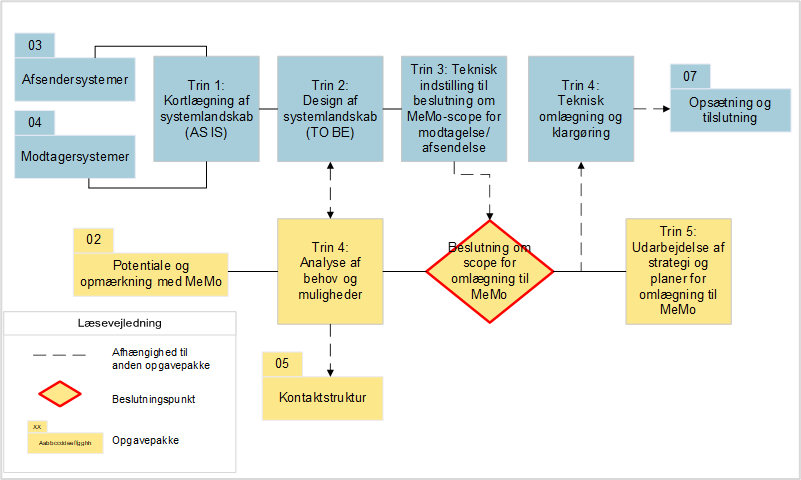 03
Afsendersystemer
04
Modtagersystemer
Trin 1:
Kortlægning af
systemlandskab
(AS IS)
Trin 2:
Design af
systemlandskab
(TO BE)
Trin 3: Teknisk
indstilling til
beslutning om
MeMo-scope for
modtagelse/
afsendelse
Trin 4:
Teknisk
omlægning og
klargøring
07
Opsætning og
tilslutning
02
Potentiale og
opmærkning med MeMo
Trin 4:
Analyse af
behov og
muligheder
Beslutning om
scope for
omlægning til
MeMo
Trin 5:
Udarbejdelse af
strategi og
planer for
omlægning til
MeMo
05
Kontaktstruktur
Læsevejledning
Afhængighed til
anden opgavepakke
Beslutningspunkt
XX
Opgavepakke